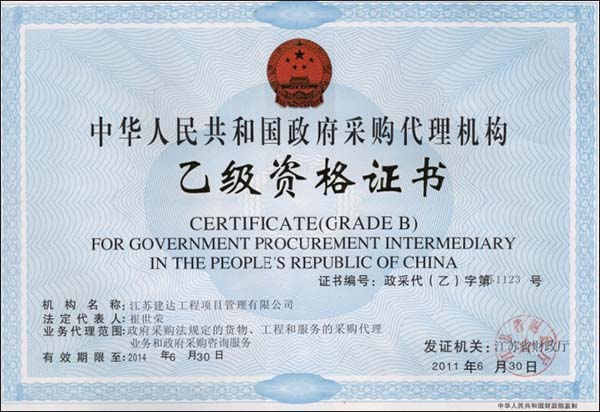 中华人民共和国政府采购代理机构
乙级资格证书
CERTIFICATE(GRADE B)
FOR GOVERNMENT PROCUREMENT INTERMEDIARY
IN THE PEOPLE'S REPUBLIC OF CHINA
证书编号：政采代（乙）字第 1123 号
机构名称：江苏建达工程项目管理有限公司
法定代表人：崔世荣
业务代理范围：政府采购法规定的货物、工程和服务的采购代理
业务和政府采购咨询服务
有效期限至 2014 年6 月30日
发证机关：江苏省财政厅
2011 年6 月30日
中华人民共和国财政部监制